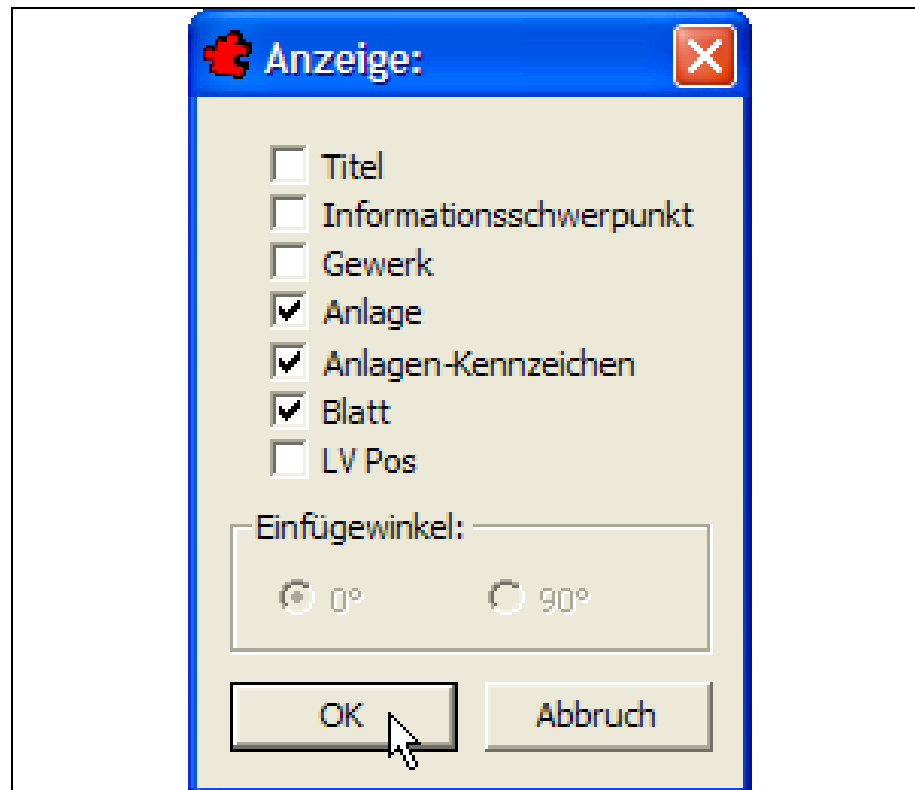 Anzeige:
Titel
Informationsschwerpunkt
Gewerk
Anlage
Anlagen-Kennzeichen
Blatt
LV Pos
Einfügewinkel:
0° 90°
OK Abbruch